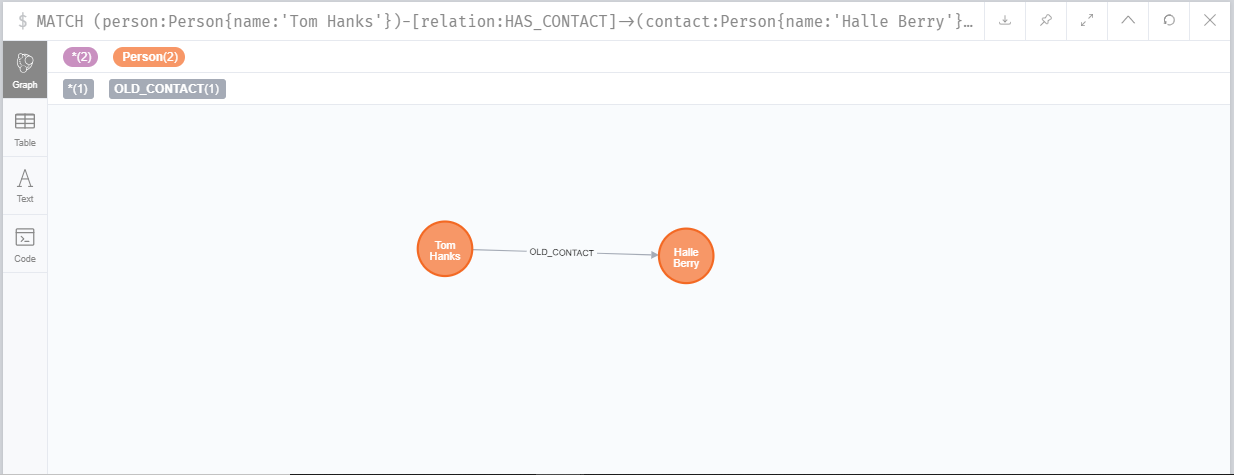 $ MATCH (person:Person{name:'Tom Hanks'})-[relation:HAS_CONTACT]->(contact:Person{name:'Halle Berry'}…
*(2) Person(2)
*(1) OLD_CONTACT(1)
Graph
Table
Text
Code
Tom
Hanks
OLD_CONTACT
Halle
Berry